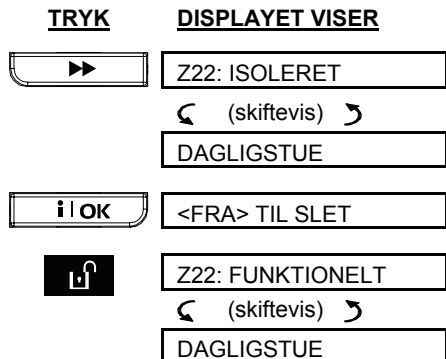 TRYK DISPLAYET VISER
Z22: ISOLERET
(skiftevis)
DAGLIGSTUE
i | OK <FRA> TIL SLET
Z22: FUNKTIONELT
(skiftevis)
DAGLIGSTUE